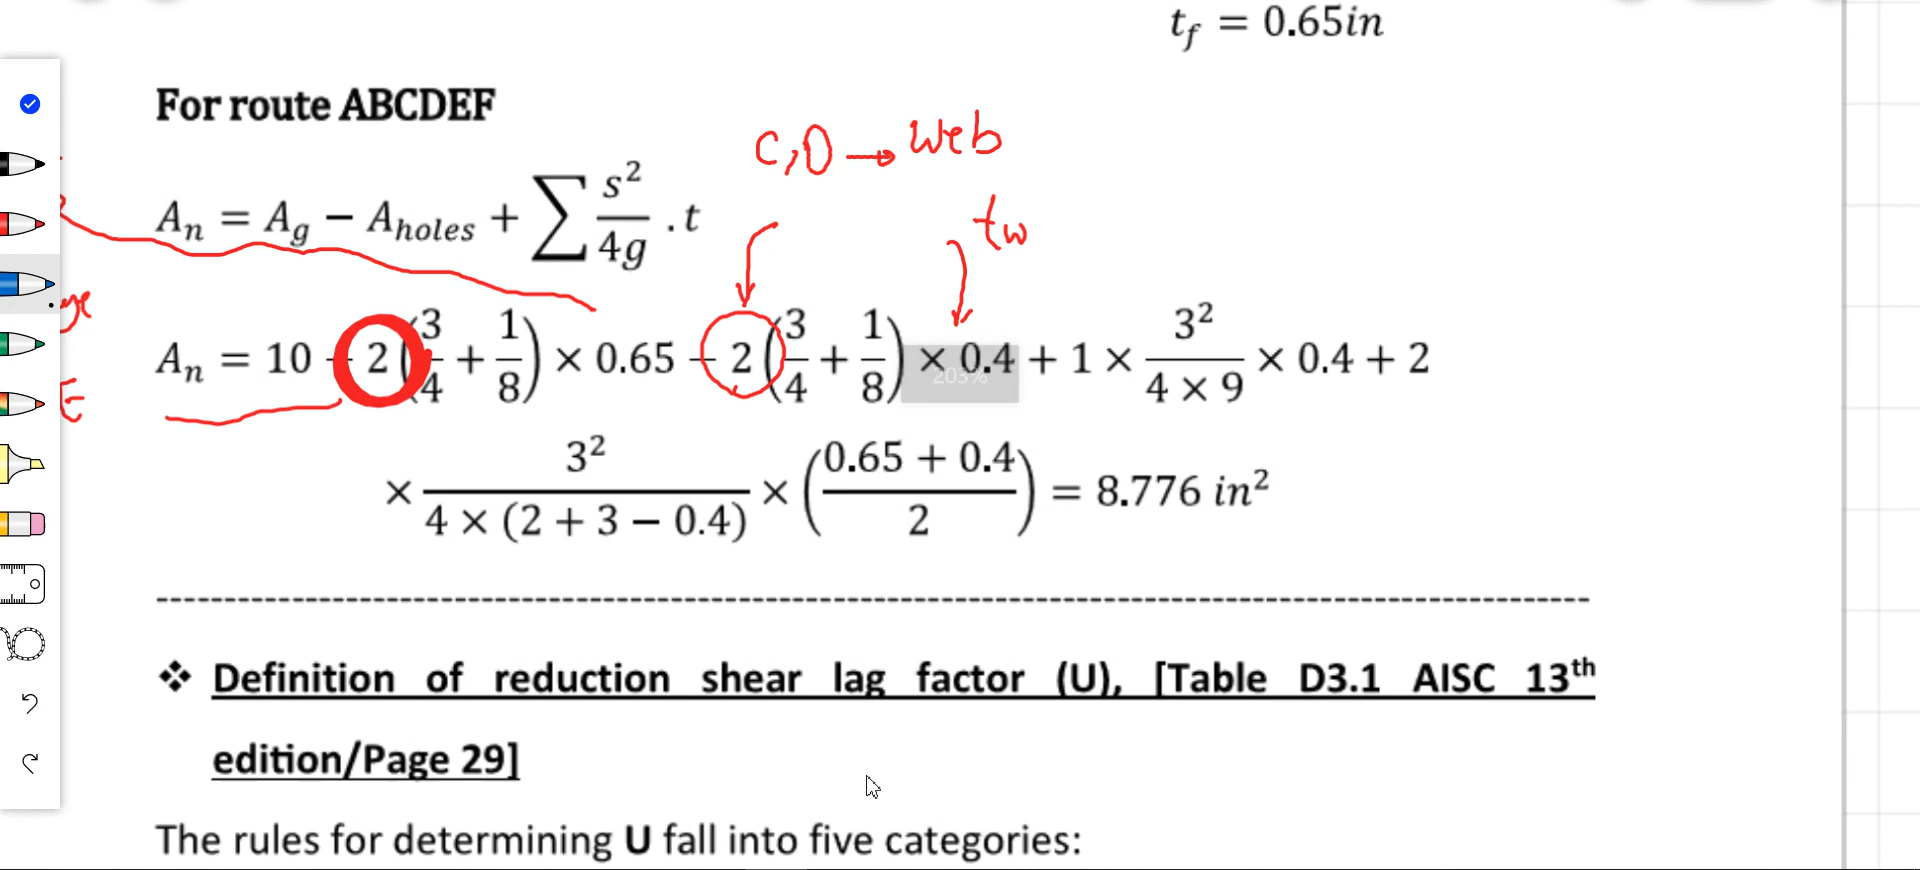 t_f = 0.65in
For route ABCDEF
C,D → web
A_n = A_g − A_holes + ∑ s²/4g . t
tw
A_n = 10 − 2(3/4 + 1/8) × 0.65 − 2(3/4 + 1/8) × 0.4 + 1 × 3²/(4 × 9) × 0.4 + 2
203%
× 3²/(4 × (2 + 3 − 0.4)) × ((0.65 + 0.4)/2) = 8.776 in²
❖ Definition of reduction shear lag factor (U), [Table D3.1 AISC 13th
edition/Page 29]
The rules for determining U fall into five categories: